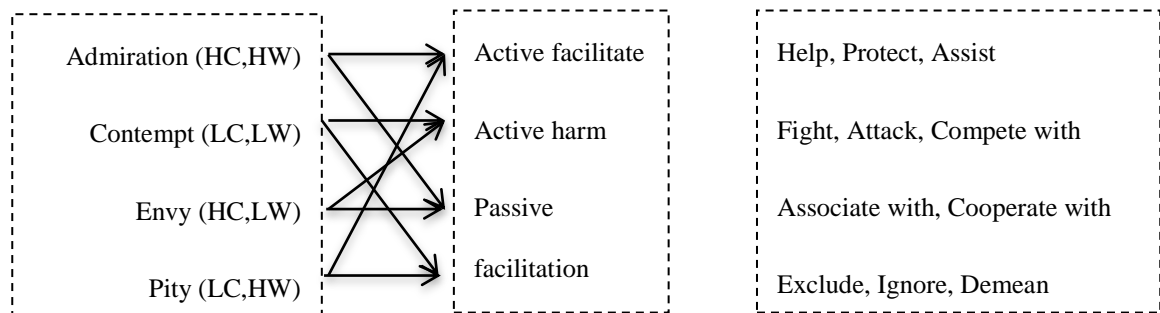 Admiration (HC,HW)
Contempt (LC,LW)
Envy (HC,LW)
Pity (LC,HW)
Active facilitate
Active harm
Passive
facilitation
Help, Protect, Assist
Fight, Attack, Compete with
Associate with, Cooperate with
Exclude, Ignore, Demean